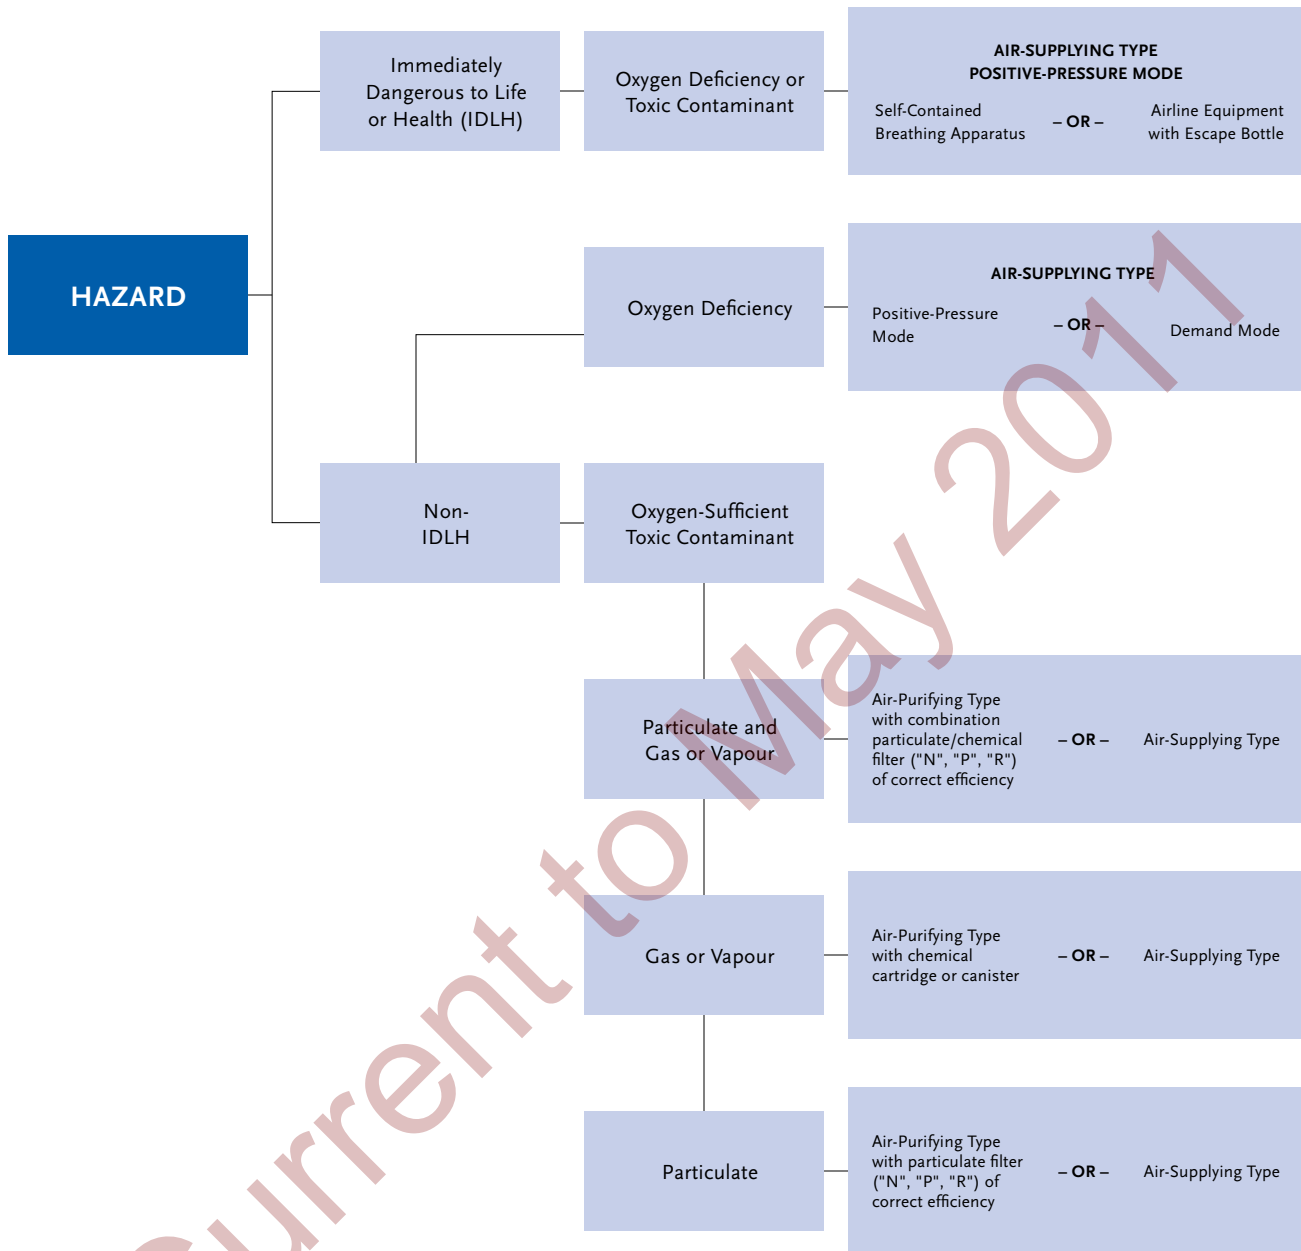 Immediately
Dangerous to Life
or Health (IDLH)
Oxygen Deficiency or
Toxic Contaminant
AIR-SUPPLYING TYPE
POSITIVE-PRESSURE MODE
Self-Contained
Breathing Apparatus
– OR –
Airline Equipment
with Escape Bottle
HAZARD
Oxygen Deficiency
AIR-SUPPLYING TYPE
Positive-Pressure
Mode
– OR –
Demand Mode
Non-
IDLH
Oxygen-Sufficient
Toxic Contaminant
Particulate and
Gas or Vapour
Air-Purifying Type
with combination
particulate/chemical
filter ("N", "P", "R")
of correct efficiency
– OR –
Air-Supplying Type
Gas or Vapour
Air-Purifying Type
with chemical
cartridge or canister
– OR –
Air-Supplying Type
Particulate
Air-Purifying Type
with particulate filter
("N", "P", "R") of
correct efficiency
– OR –
Air-Supplying Type
Current to May 2011